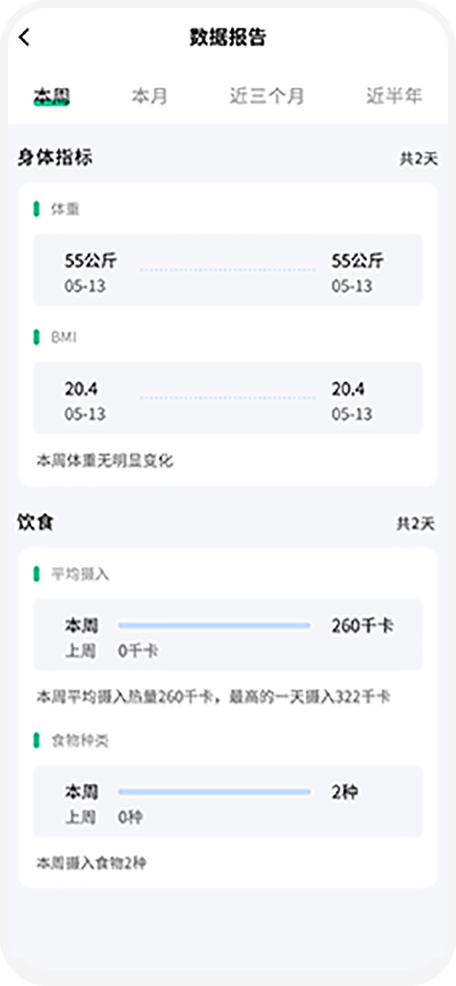 数据报告
本周 本月 近三个月 近半年
身体指标 共2天
体重
55公斤 55公斤
05-13 05-13
BMI
20.4 20.4
05-13 05-13
本周体重无明显变化
饮食 共2天
平均摄入
本周 260千卡
上周 0千卡
本周平均摄入热量260千卡，最高的一天摄入322千卡
食物种类
本周 2种
上周 0种
本周摄入食物2种